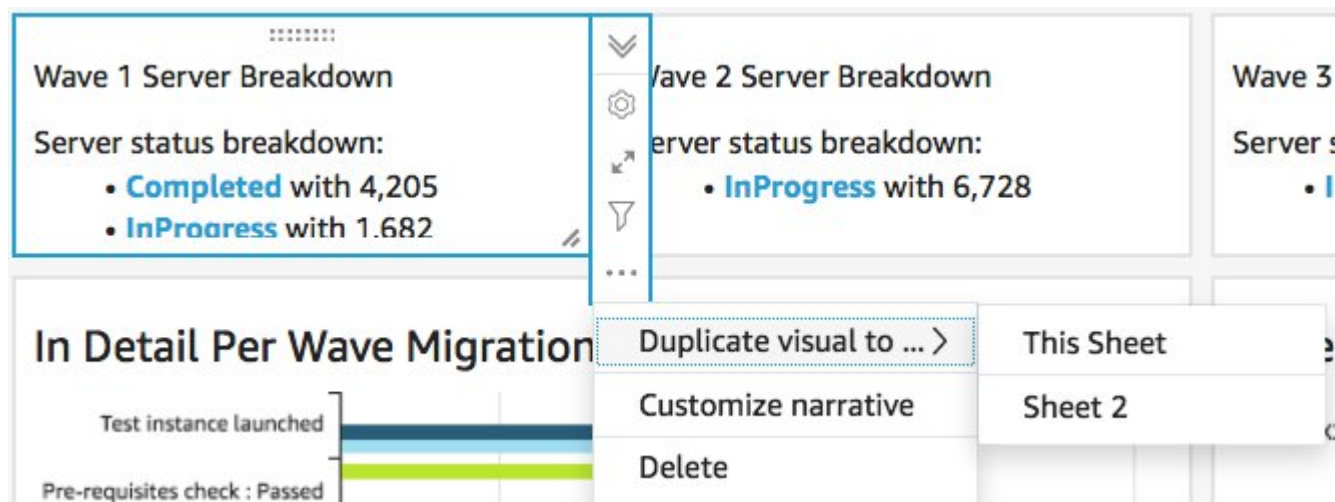 Wave 1 Server Breakdown
Server status breakdown:
• Completed with 4,205
• InProgress with 1,682
Wave 2 Server Breakdown
erver status breakdown:
• InProgress with 6,728
Wave 3
Server
In Detail Per Wave Migration
Test instance launched
Pre-requisites check : Passed
Duplicate visual to ... >
Customize narrative
Delete
This Sheet
Sheet 2